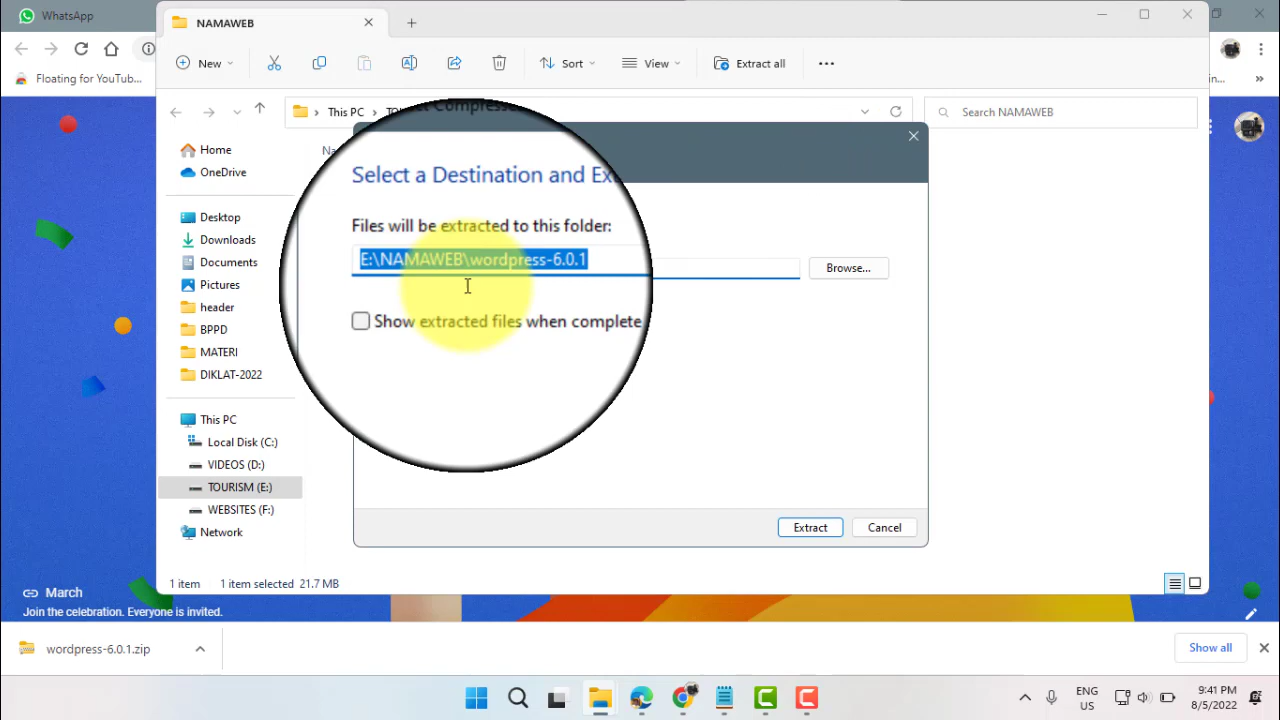 WhatsApp
NAMAWEB
New
Sort
View
Extract all
Floating for YouTub...
in...
This PC
Search NAMAWEB
Home
OneDrive
Desktop
Downloads
Documents
Pictures
header
BPPD
MATERI
DIKLAT-2022
This PC
Local Disk (C:)
VIDEOS (D:)
TOURISM (E:)
WEBSITES (F:)
Network
Select a Destination and Ex
Files will be extracted to this folder:
E:\NAMAWEB\wordpress-6.0.1
Browse...
Show extracted files when complete
Extract
Cancel
1 item
1 item selected
21.7 MB
March
Join the celebration. Everyone is invited.
wordpress-6.0.1.zip
Show all
ENG
US
9:41 PM
8/5/2022